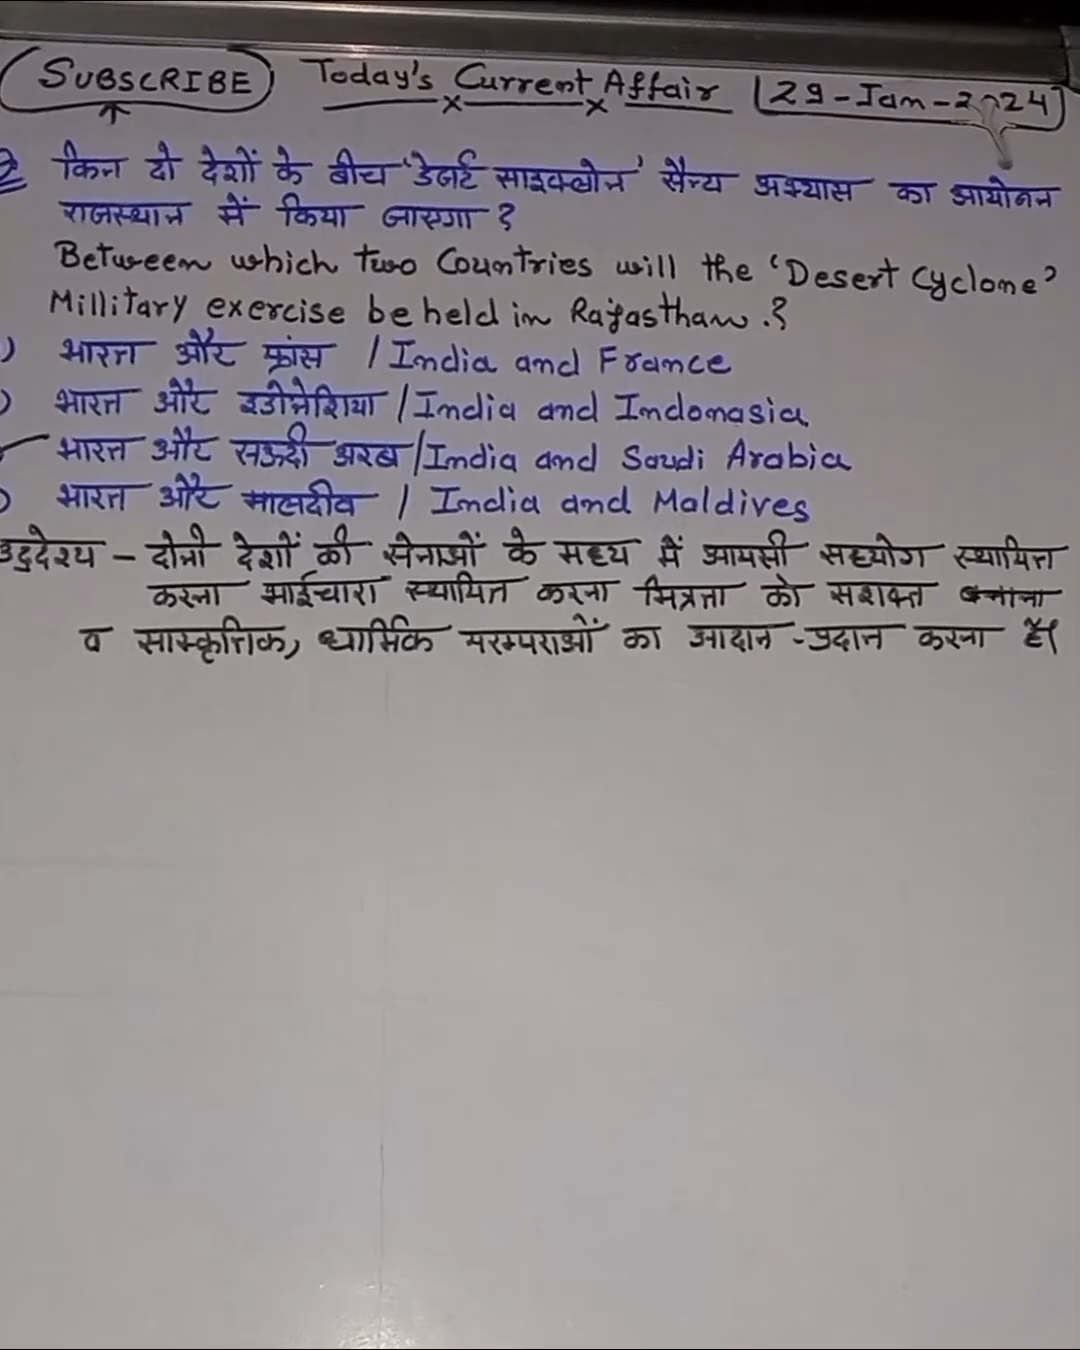 SUBSCRIBE Today's Current Affair 29-Jan-2024
किन दो देशों के बीच 'डेजर्ट साइक्लोन' सैन्य अभ्यास का आयोजन
राजस्थान में किया जाएगा ?
Between which two Countries will the 'Desert Cyclone'
Millitary exercise be held in Rajasthan.?
) भारत और फ्रांस / India and France
) भारत और इडोनेशिया / India and Indonasia
भारत और सऊदी अरब / India and Saudi Arabia
) भारत और मालदीव / India and Maldives
उद्देश्य - दोनो देशों की सेनाओं के मध्य में आपसी सहयोग स्थापित
करना भाईचारा स्थापित करना मित्रता को सशक्त बनाना
व सांस्कृतिक, धार्मिक परम्पराओं का आदान-प्रदान करना है।